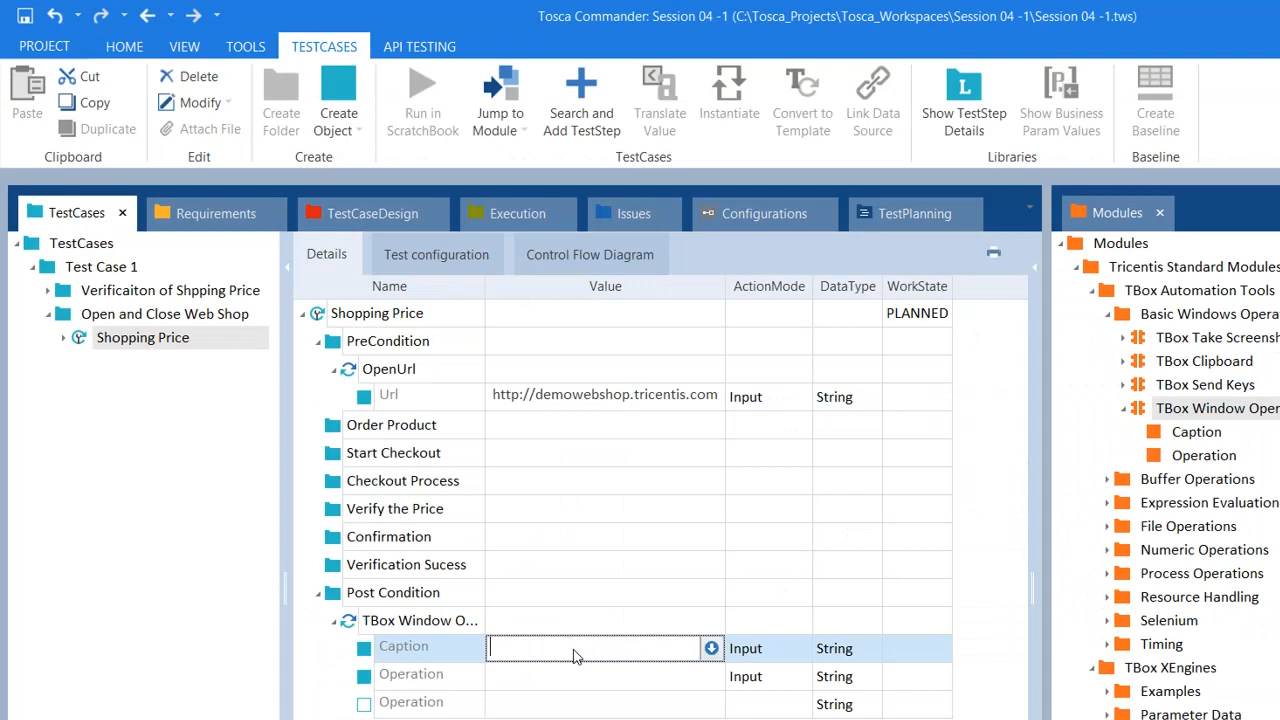 Tosca Commander: Session 04 -1 (C:\Tosca_Projects\Tosca_Workspaces\Session 04 -1\Session 04 -1.tws)
PROJECT HOME VIEW TOOLS TESTCASES API TESTING
Paste
Cut
Copy
Duplicate
Clipboard
Delete
Modify
Attach File
Edit
Create Folder
Create Object
Create
Run in ScratchBook
Jump to Module
Search and Add TestStep
Translate Value
Instantiate
Convert to Template
Link Data Source
TestCases
L
Show TestStep Details
[P]
Show Business Param Values
Libraries
Create Baseline
Baseline
TestCases × Requirements TestCaseDesign Execution Issues Configurations TestPlanning
TestCases
Test Case 1
Verificaiton of Shpping Price
Open and Close Web Shop
Shopping Price
Details Test configuration Control Flow Diagram
Name Value ActionMode DataType WorkState
Shopping Price PLANNED
PreCondition
OpenUrl
Url http://demowebshop.tricentis.com Input String
Order Product
Start Checkout
Checkout Process
Verify the Price
Confirmation
Verification Sucess
Post Condition
TBox Window O...
Caption Input String
Operation Input String
Operation String
Modules ×
Modules
Tricentis Standard Modules
TBox Automation Tools
Basic Windows Opera
TBox Take Screensh
TBox Clipboard
TBox Send Keys
TBox Window Oper
Caption
Operation
Buffer Operations
Expression Evaluation
File Operations
Numeric Operations
Process Operations
Resource Handling
Selenium
Timing
TBox XEngines
Examples
Parameter Data